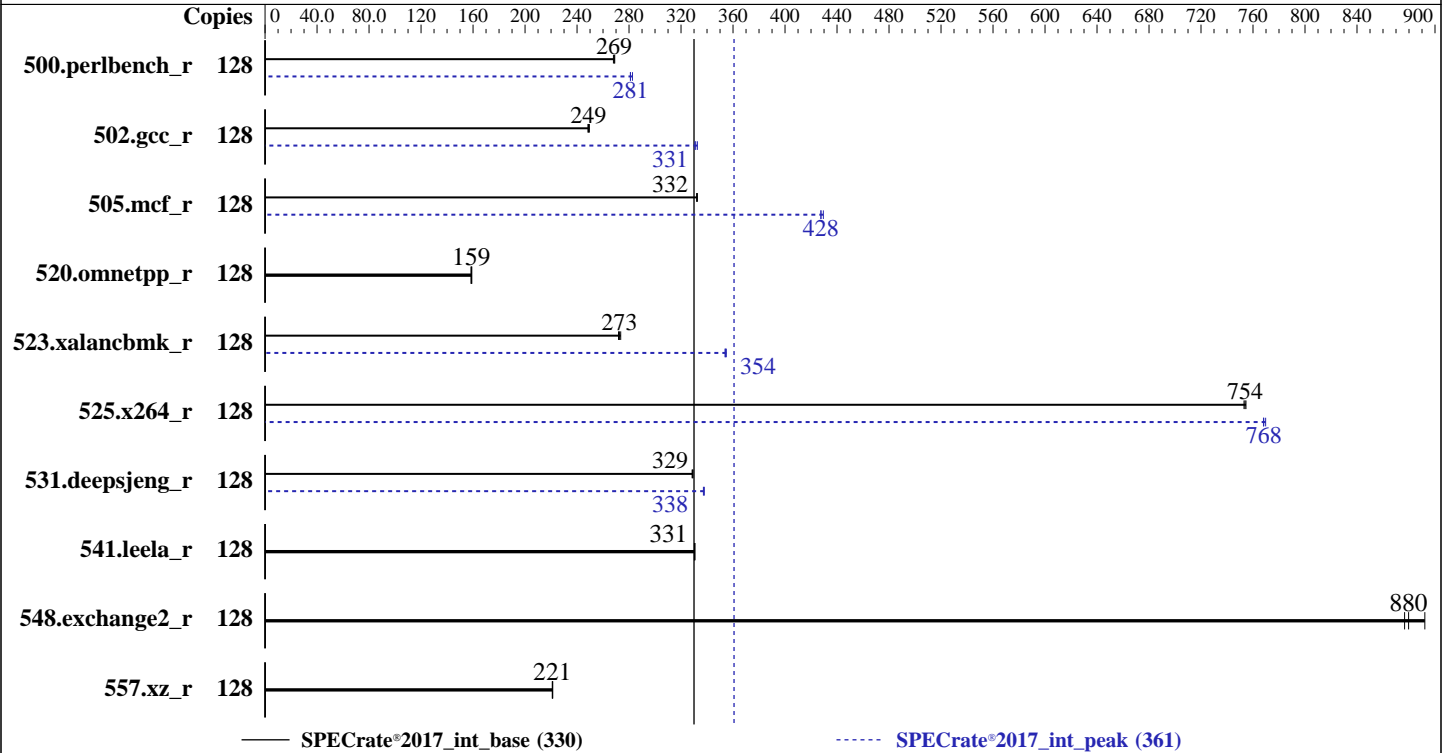 Copies 0 40.0 80.0 120 160 200 240 280 320 360 400 440 480 520 560 600 640 680 720 760 800 840 900
269
500.perlbench_r 128
281
249
502.gcc_r 128
331
332
505.mcf_r 128
428
159
520.omnetpp_r 128
273
523.xalancbmk_r 128
354
754
525.x264_r 128
768
329
531.deepsjeng_r 128
338
331
541.leela_r 128
880
548.exchange2_r 128
221
557.xz_r 128
SPECrate®2017_int_base (330) SPECrate®2017_int_peak (361)